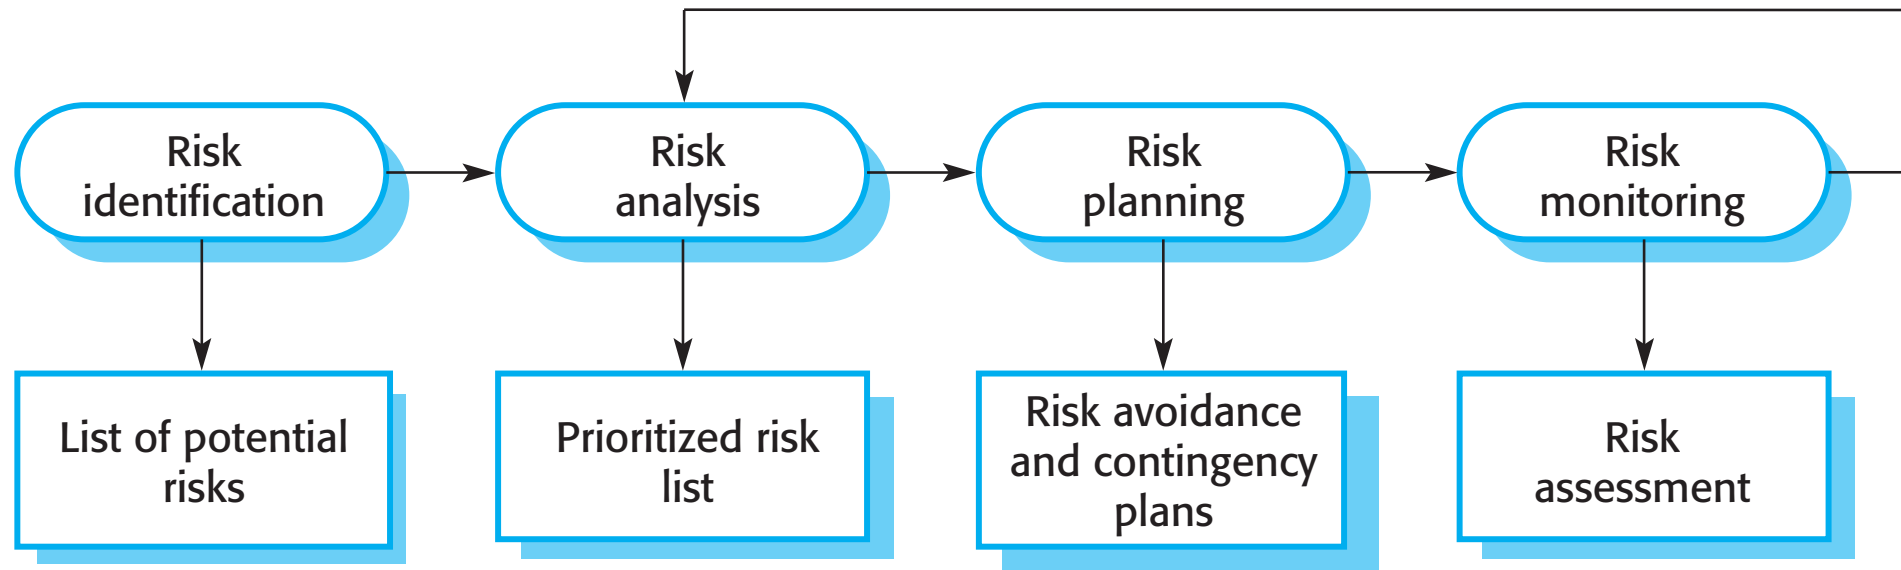 Risk
identification
Risk
analysis
Risk
planning
Risk
monitoring
List of potential
risks
Prioritized risk
list
Risk avoidance
and contingency
plans
Risk
assessment